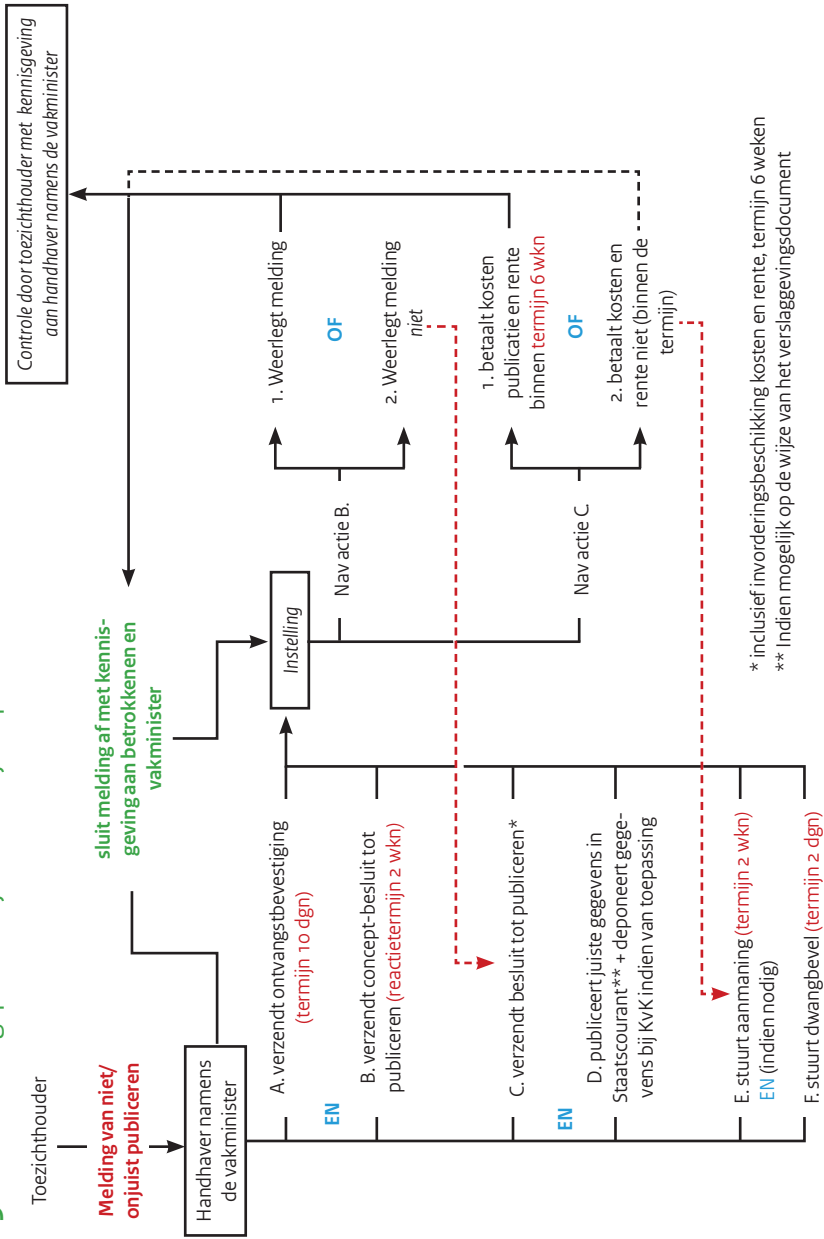 Toezichthouder
Melding van niet/
onjuist publiceren
Handhaver namens
de vakminister
sluit melding af met kennis-
geving aan betrokkenen en
vakminister
Controle door toezichthouder met kennisgeving
aan handhaver namens de vakminister
A. verzendt ontvangstbevestiging
(termijn 10 dgn)
EN
B. verzendt concept-besluit tot
publiceren (reactietermijn 2 wkn)
C. verzendt besluit tot publiceren*
EN
D. publiceert juiste gegevens in
Staatscourant** + deponeert gege-
vens bij KvK indien van toepassing
E. stuurt aanmaning (termijn 2 wkn)
EN (indien nodig)
F. stuurt dwangbevel (termijn 2 dgn)
Instelling
Nav actie B.
1. Weerlegt melding
OF
2. Weerlegt melding
niet
Nav actie C.
1. betaalt kosten
publicatie en rente
binnen termijn 6 wkn
OF
2. betaalt kosten en
rente niet (binnen de
termijn)
* inclusief invorderingsbeschikking kosten en rente, termijn 6 weken
** Indien mogelijk op de wijze van het verslaggevingsdocument